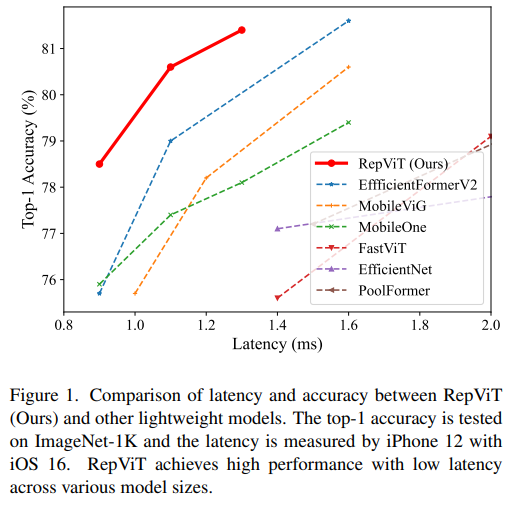 81
80
79
78
77
76
Top-1 Accuracy (%)
RepViT (Ours)
EffficientFormerV2
MobileViG
MobileOne
FastViT
EfficientNet
PoolFormer
0.8 1.0 1.2 1.4 1.6 1.8 2.0
Latency (ms)
Figure 1. Comparison of latency and accuracy between RepViT
(Ours) and other lightweight models. The top-1 accuracy is tested
on ImageNet-1K and the latency is measured by iPhone 12 with
iOS 16. RepViT achieves high performance with low latency
across various model sizes.